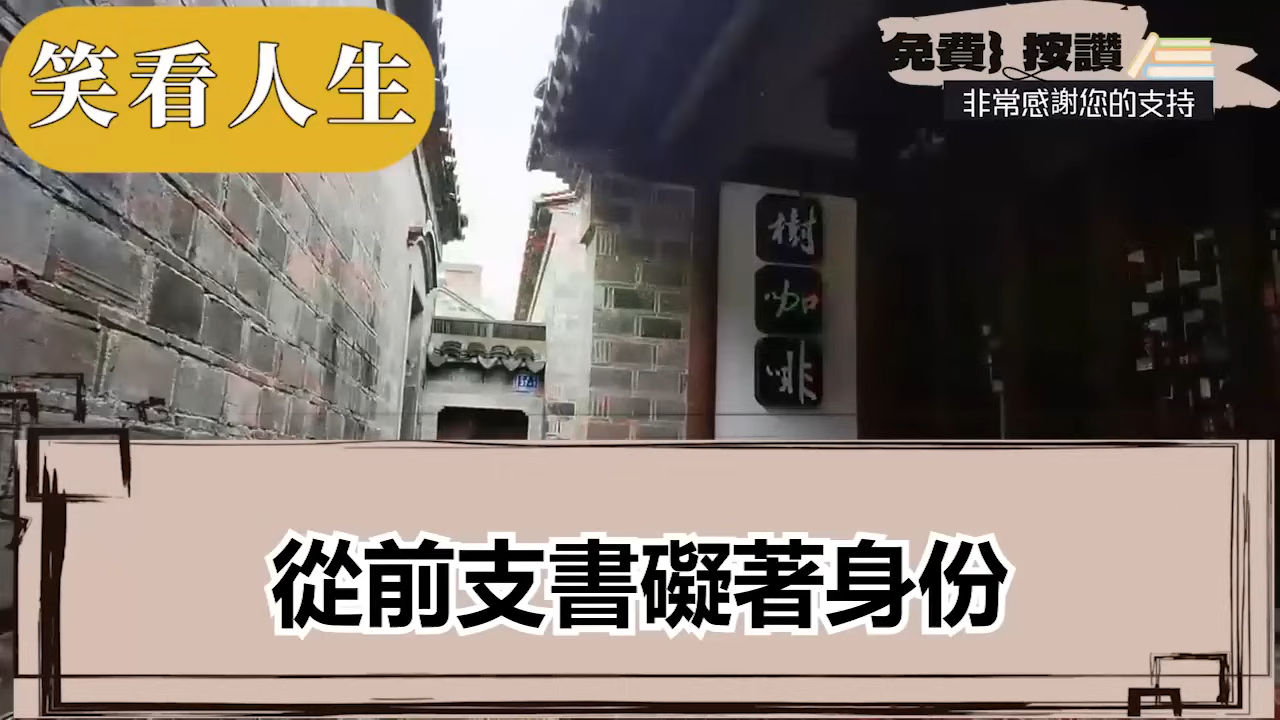 笑看人生
免費 按讚
非常感謝您的支持
樹
咖
啡
從前支書礙著身份